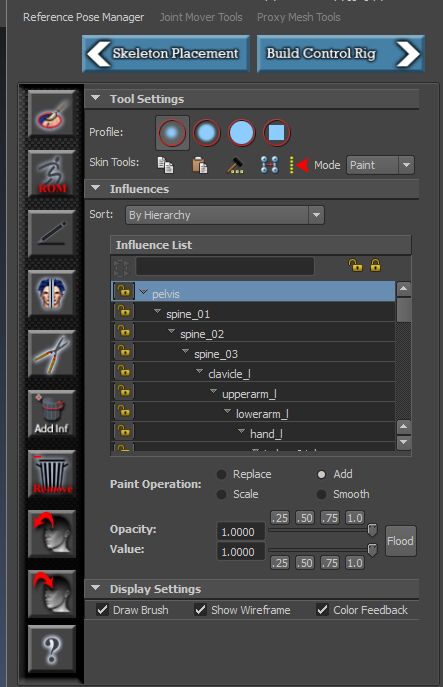 Reference Pose Manager Joint Mover Tools Proxy Mesh Tools
Skeleton Placement Build Control Rig
Tool Settings
Profile:
Skin Tools: Mode Paint
ROM
Influences
Sort: By Hierarchy
Influence List
pelvis
spine_01
spine_02
spine_03
clavicle_l
upperarm_l
lowerarm_l
hand_l
Add Inf
Remove
Paint Operation: Replace Add
Scale Smooth
.25 .50 .75 1.0
Opacity: 1.0000
Value: 1.0000
Flood
.25 .50 .75 1.0
Display Settings
Draw Brush Show Wireframe Color Feedback
?